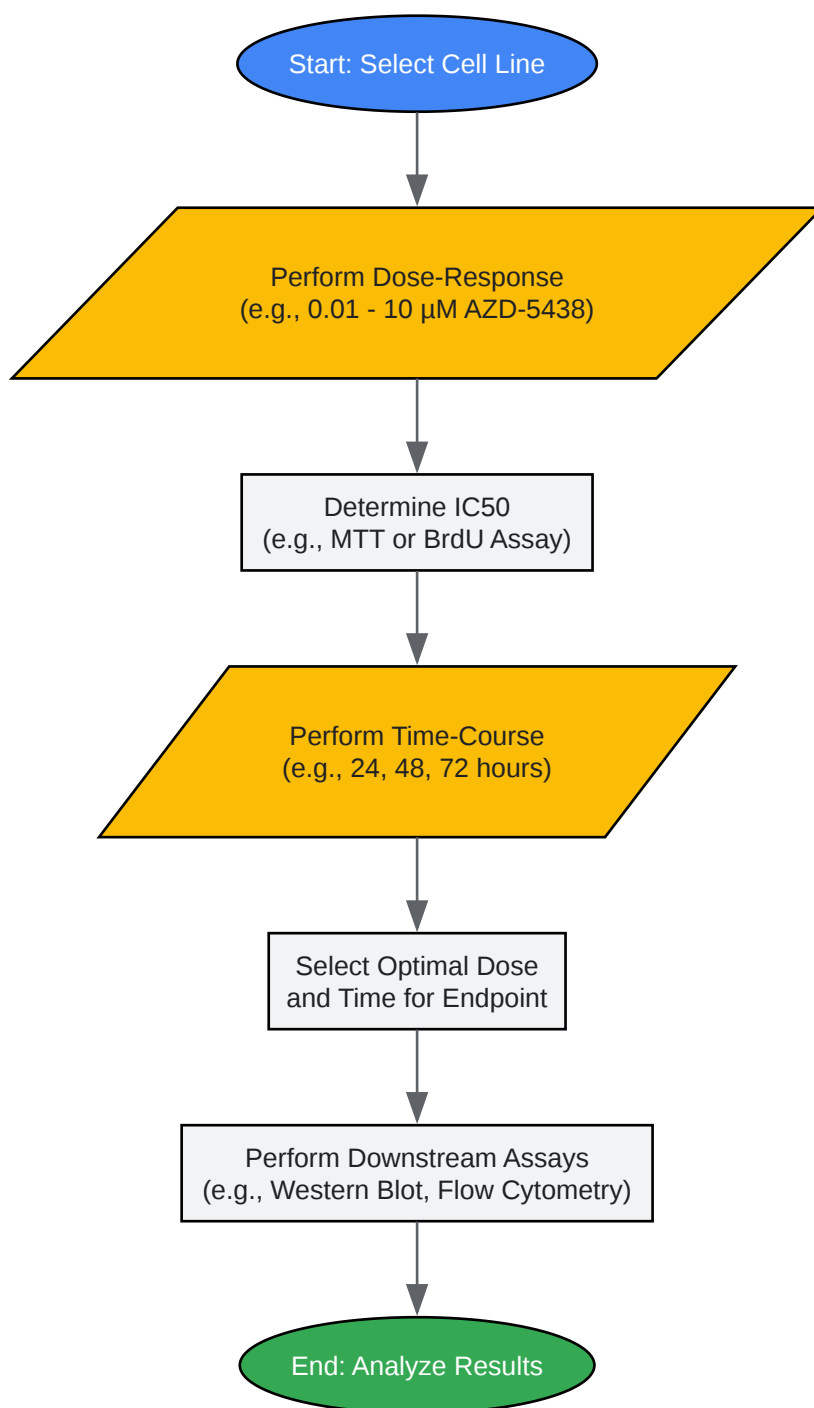 Start: Select Cell Line
Perform Dose-Response
(e.g., 0.01 - 10 µM AZD-5438)
Determine IC50
(e.g., MTT or BrdU Assay)
Perform Time-Course
(e.g., 24, 48, 72 hours)
Select Optimal Dose
and Time for Endpoint
Perform Downstream Assays
(e.g., Western Blot, Flow Cytometry)
End: Analyze Results